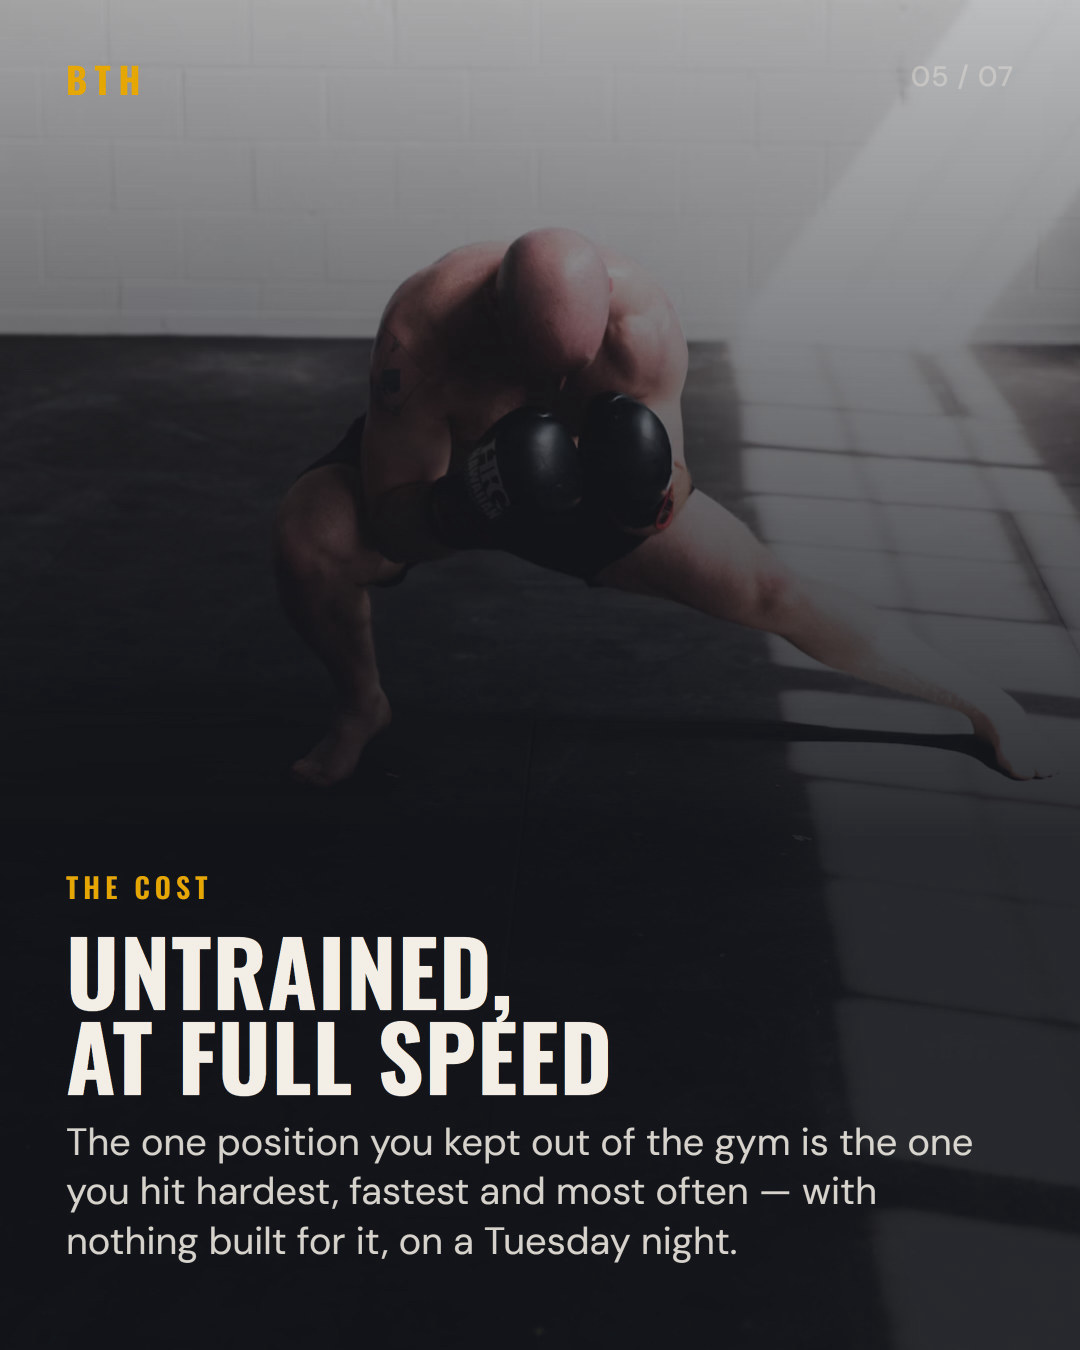 BTH
05 / 07
THE COST
UNTRAINED,
AT FULL SPEED
The one position you kept out of the gym is the one
you hit hardest, fastest and most often — with
nothing built for it, on a Tuesday night.